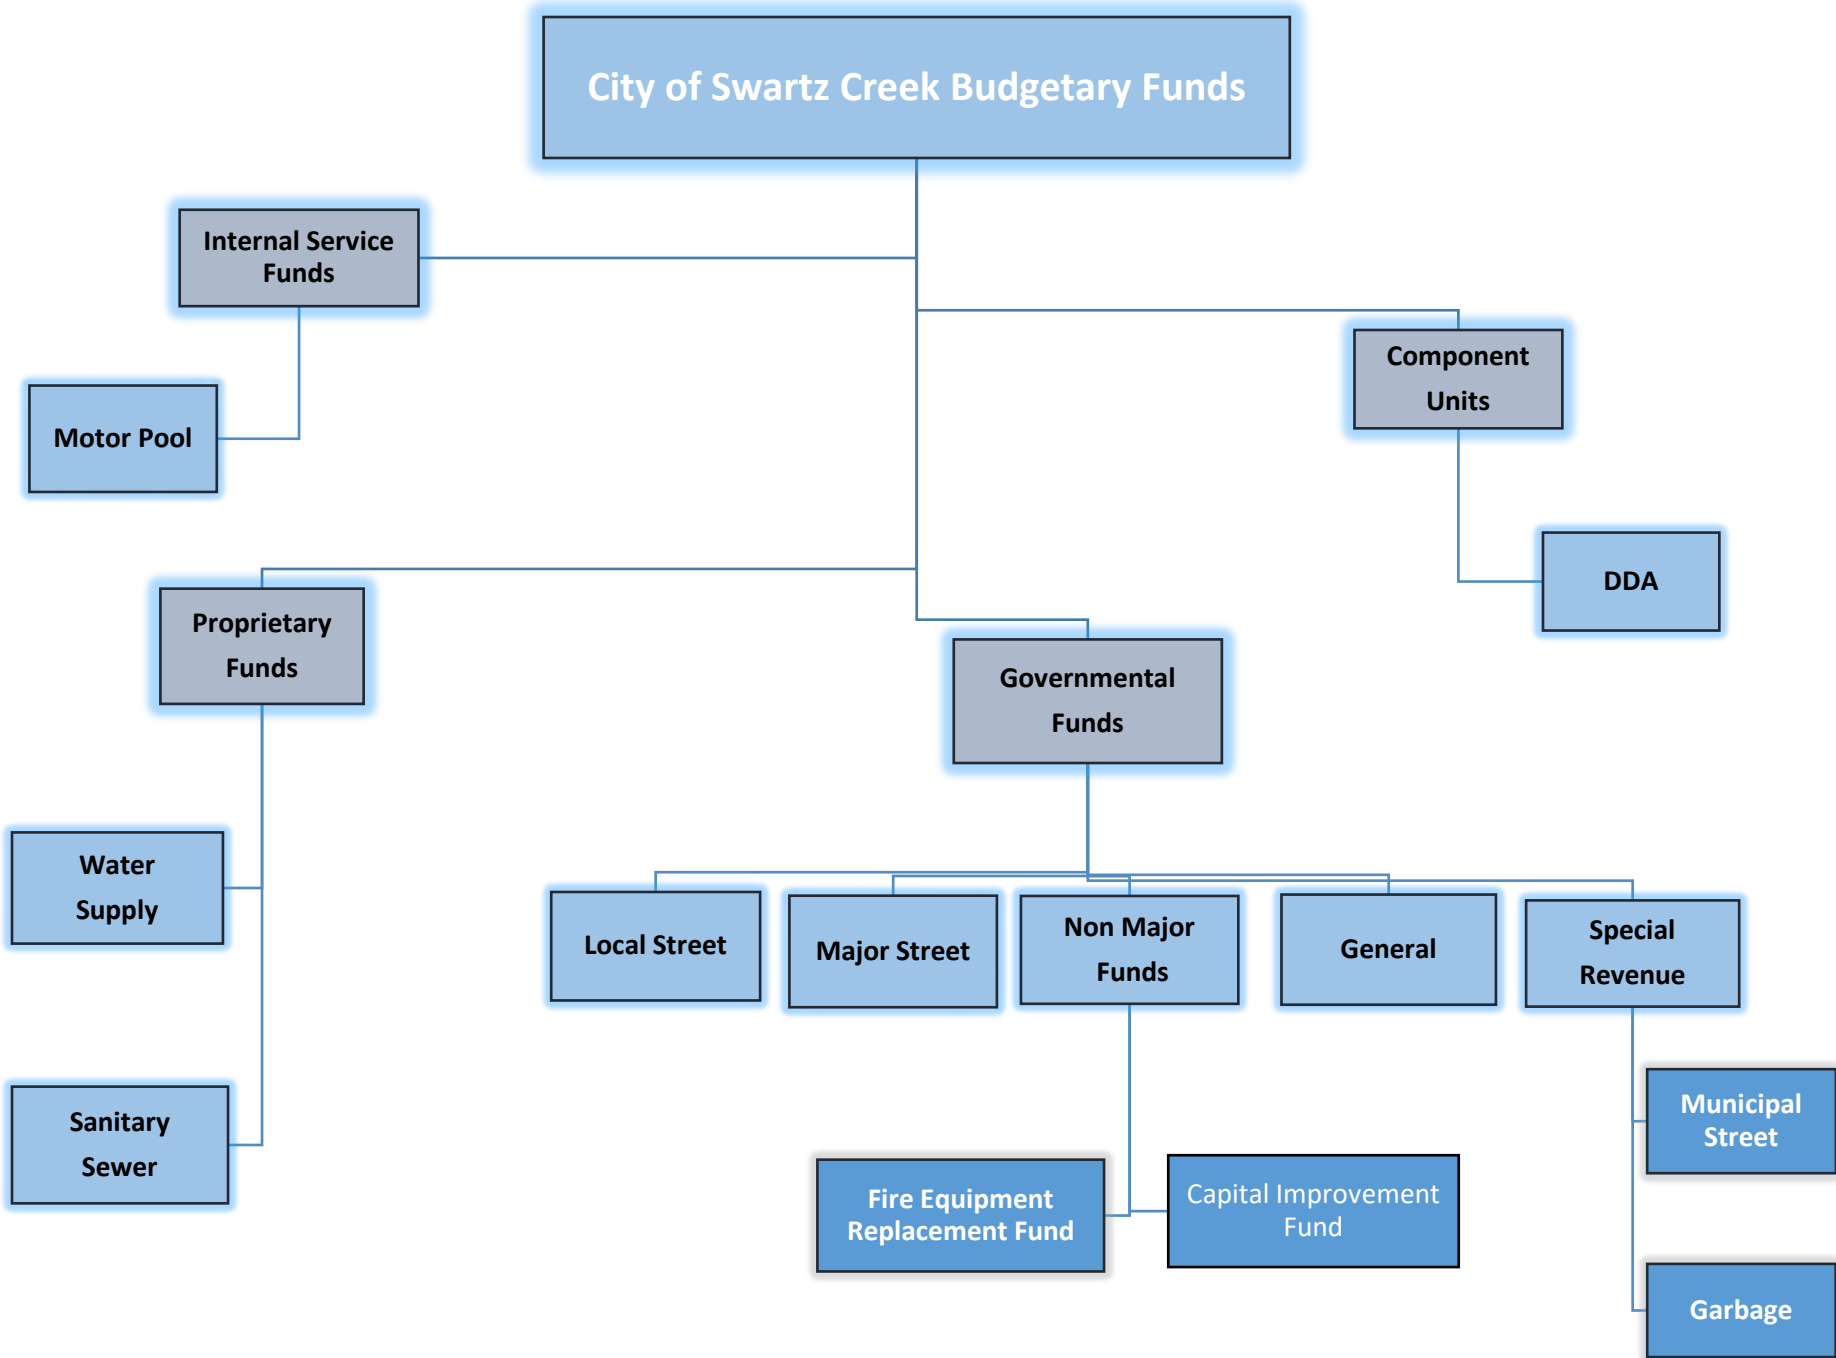 City of Swartz Creek Budgetary Funds
Internal Service
Funds
Component
Units
Motor Pool
DDA
Proprietary
Funds
Governmental
Funds
Water
Supply
Local Street
Major Street
Non Major
Funds
General
Special
Revenue
Sanitary
Sewer
Municipal
Street
Fire Equipment
Replacement Fund
Capital Improvement
Fund
Garbage